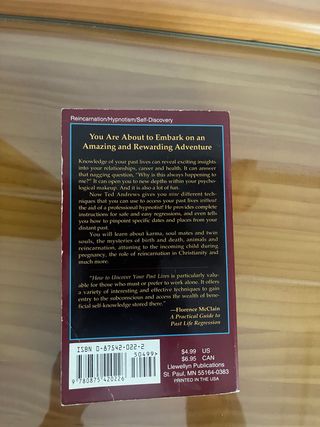 Reincarnation/Hypnotism/Self-Discovery
You Are About to Embark on an
Amazing and Rewarding Adventure
Knowledge of your past lives can reveal exciting insights
into your relationships, career and health. It can answer
that nagging question, "Why is this always happening to
me?" It can open you to new depths within your psycho-
logical makeup. And it is also a lot of fun.
Now Ted Andrews gives you nine different tech-
niques that you can use to access your past lives without
the aid of a professional hypnotist! He provides complete
instructions for safe and easy regressions, and even tells
you how to pinpoint specific dates and places from your
distant past.
You will learn about karma, soul mates and twin
souls, the mysteries of birth and death, animals and
reincarnation, attuning to the incoming child during
pregnancy, the role of reincarnation in Christianity and
much more.
"How to Uncover Your Past Lives is particularly valu-
able for those who must or prefer to work alone. It offers
a variety of interesting and effective techniques to gain
entry to the subconscious and access the wealth of bene-
ficial self-knowledge stored there."
—Florence McClain
A Practical Guide to
Past Life Regression
ISBN 0-87542-022-2
50499>
9 780875 420226
$4.99 US
$6.95 CAN
Llewellyn Publications
St. Paul, MN 55164-0383
PRINTED IN THE USA